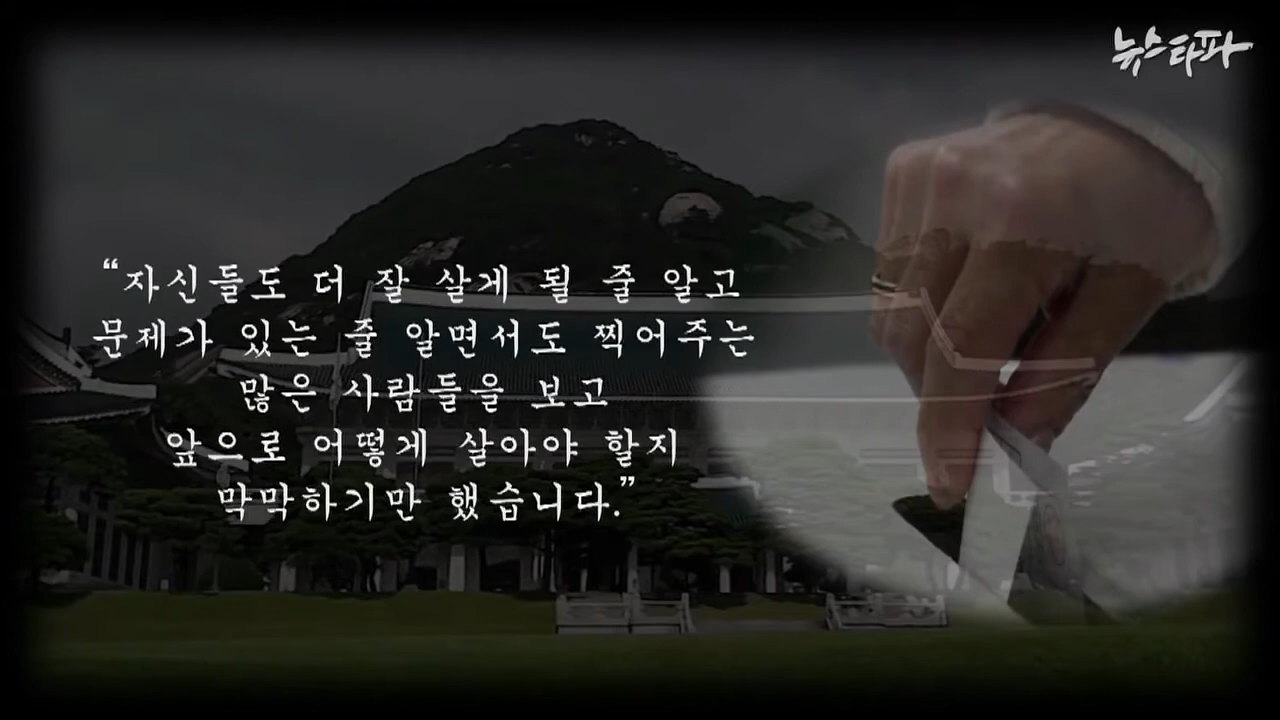 뉴스타파
“자신들도 더 잘 살게 될 줄 알고
문제가 있는 줄 알면서도 찍어주는
많은 사람들을 보고
앞으로 어떻게 살아야 할지
막막하기만 했습니다.”